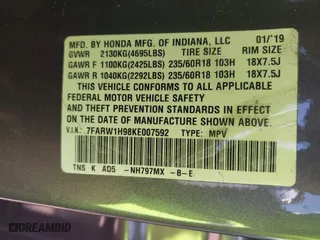 MFD. BY HONDA MFG. OF INDIANA, LLC 01/'19
GVWR 2130KG(4695LBS) TIRE SIZE RIM SIZE
GAWR F 1100KG(2425LBS) 235/60R18 103H 18X7.5J
GAWR R 1040KG(2292LBS) 235/60R18 103H 18X7.5J
THIS VEHICLE CONFORMS TO ALL APPLICABLE
FEDERAL MOTOR VEHICLE SAFETY
AND THEFT PREVENTION STANDARDS IN EFFECT
ON THE DATE OF MANUFACTURE SHOWN ABOVE.
V.I.N. 7FARW1H98KE007592 TYPE: MPV
TNS K AD5 -NH797MX -B-E
DREAMBID